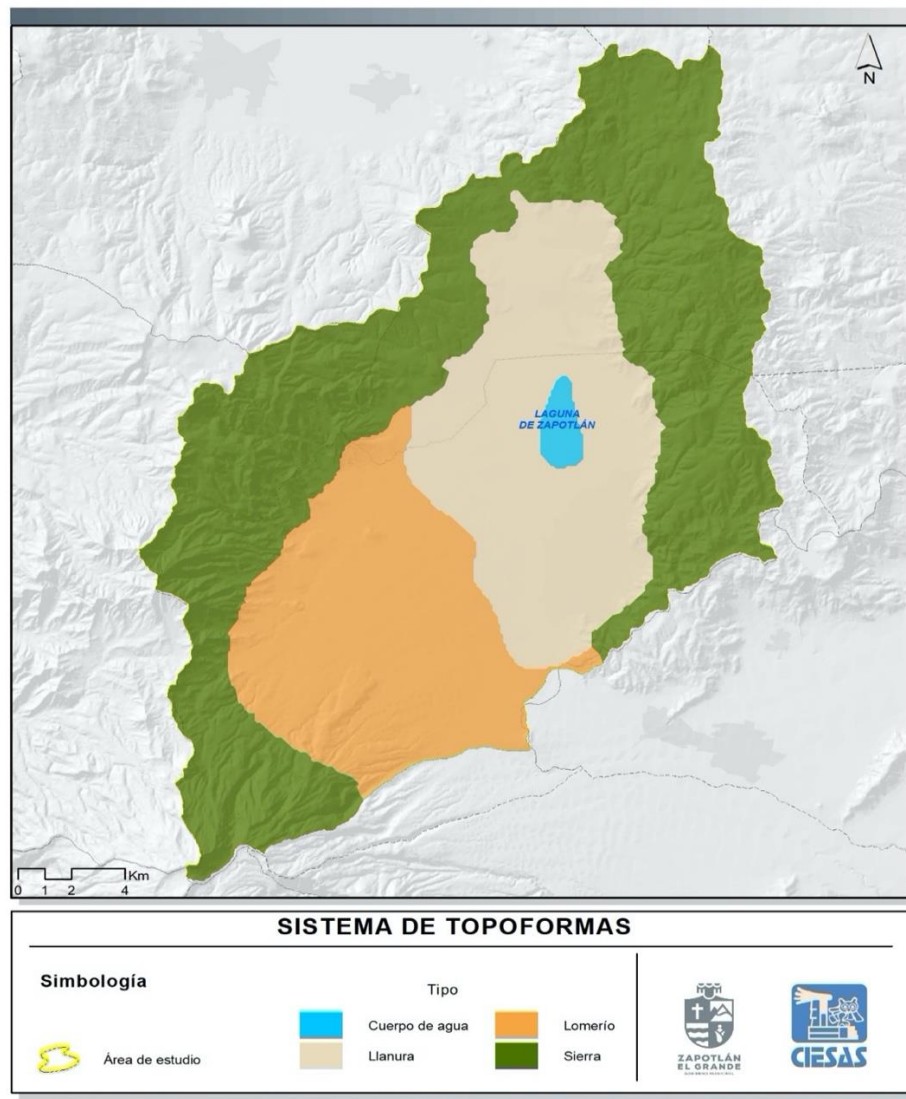 N
LAGUNA
DE ZAPOTLÁN
Km
0 1 2 4
SISTEMA DE TOPOFORMAS
Simbología
Tipo
Cuerpo de agua
Lomerío
Área de estudio
Llanura
Sierra
ZAPOTLÁN
EL GRANDE
CIESAS